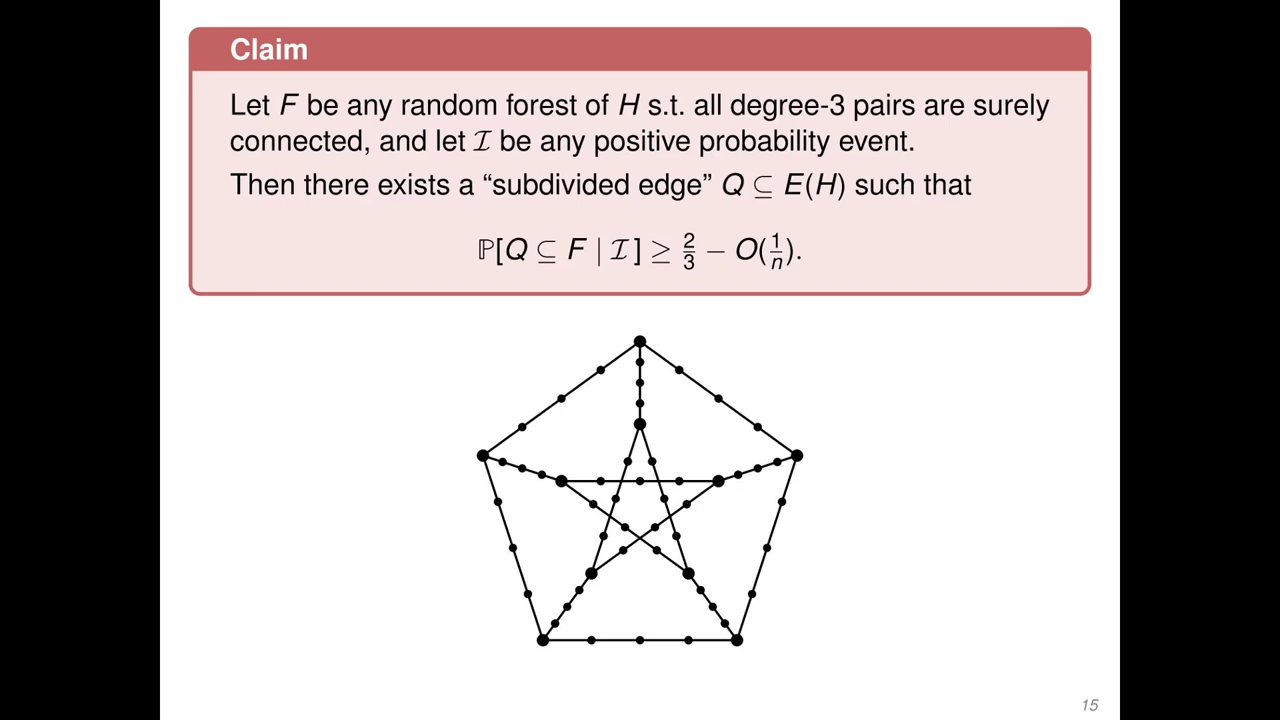 Claim
Let F be any random forest of H s.t. all degree-3 pairs are surely
connected, and let ℐ be any positive probability event.
Then there exists a “subdivided edge” Q ⊆ E(H) such that
ℙ[Q ⊆ F | ℐ] ≥ 2/3 − O(1/n).
15